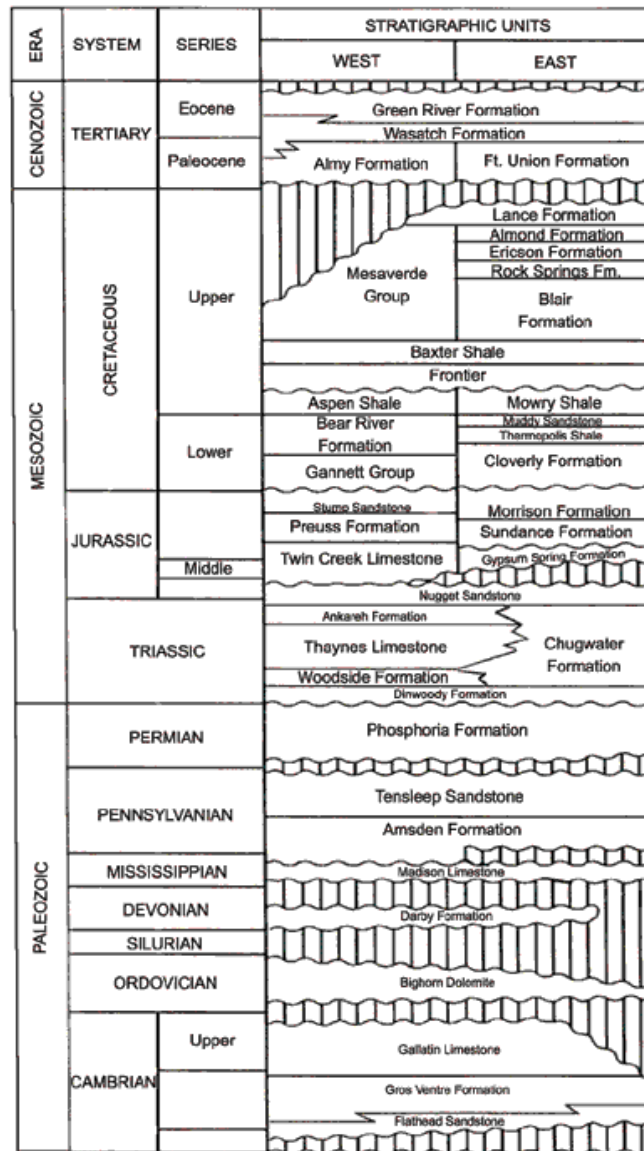 ERA
SYSTEM
SERIES
STRATIGRAPHIC UNITS
WEST
EAST
CENOZOIC
TERTIARY
Eocene
Paleocene
Green River Formation
Wasatch Formation
Almy Formation
Ft. Union Formation
MESOZOIC
CRETACEOUS
Upper
Lance Formation
Almond Formation
Ericson Formation
Rock Springs Fm.
Mesaverde
Group
Blair
Formation
Baxter Shale
Frontier
Lower
Aspen Shale
Mowry Shale
Bear River
Formation
Muddy Sandstone
Thermopolis Shale
Gannett Group
Cloverly Formation
JURASSIC
Middle
Stump Sandstone
Morrison Formation
Preuss Formation
Sundance Formation
Twin Creek Limestone
Gypsum Spring Formation
Nugget Sandstone
TRIASSIC
Ankareh Formation
Thaynes Limestone
Chugwater
Formation
Woodside Formation
Dinwoody Formation
PALEOZOIC
PERMIAN
Phosphoria Formation
PENNSYLVANIAN
Tensleep Sandstone
Amsden Formation
MISSISSIPPIAN
Madison Limestone
DEVONIAN
Darby Formation
SILURIAN
ORDOVICIAN
Bighorn Dolomite
CAMBRIAN
Upper
Gallatin Limestone
Gros Ventre Formation
Flathead Sandstone